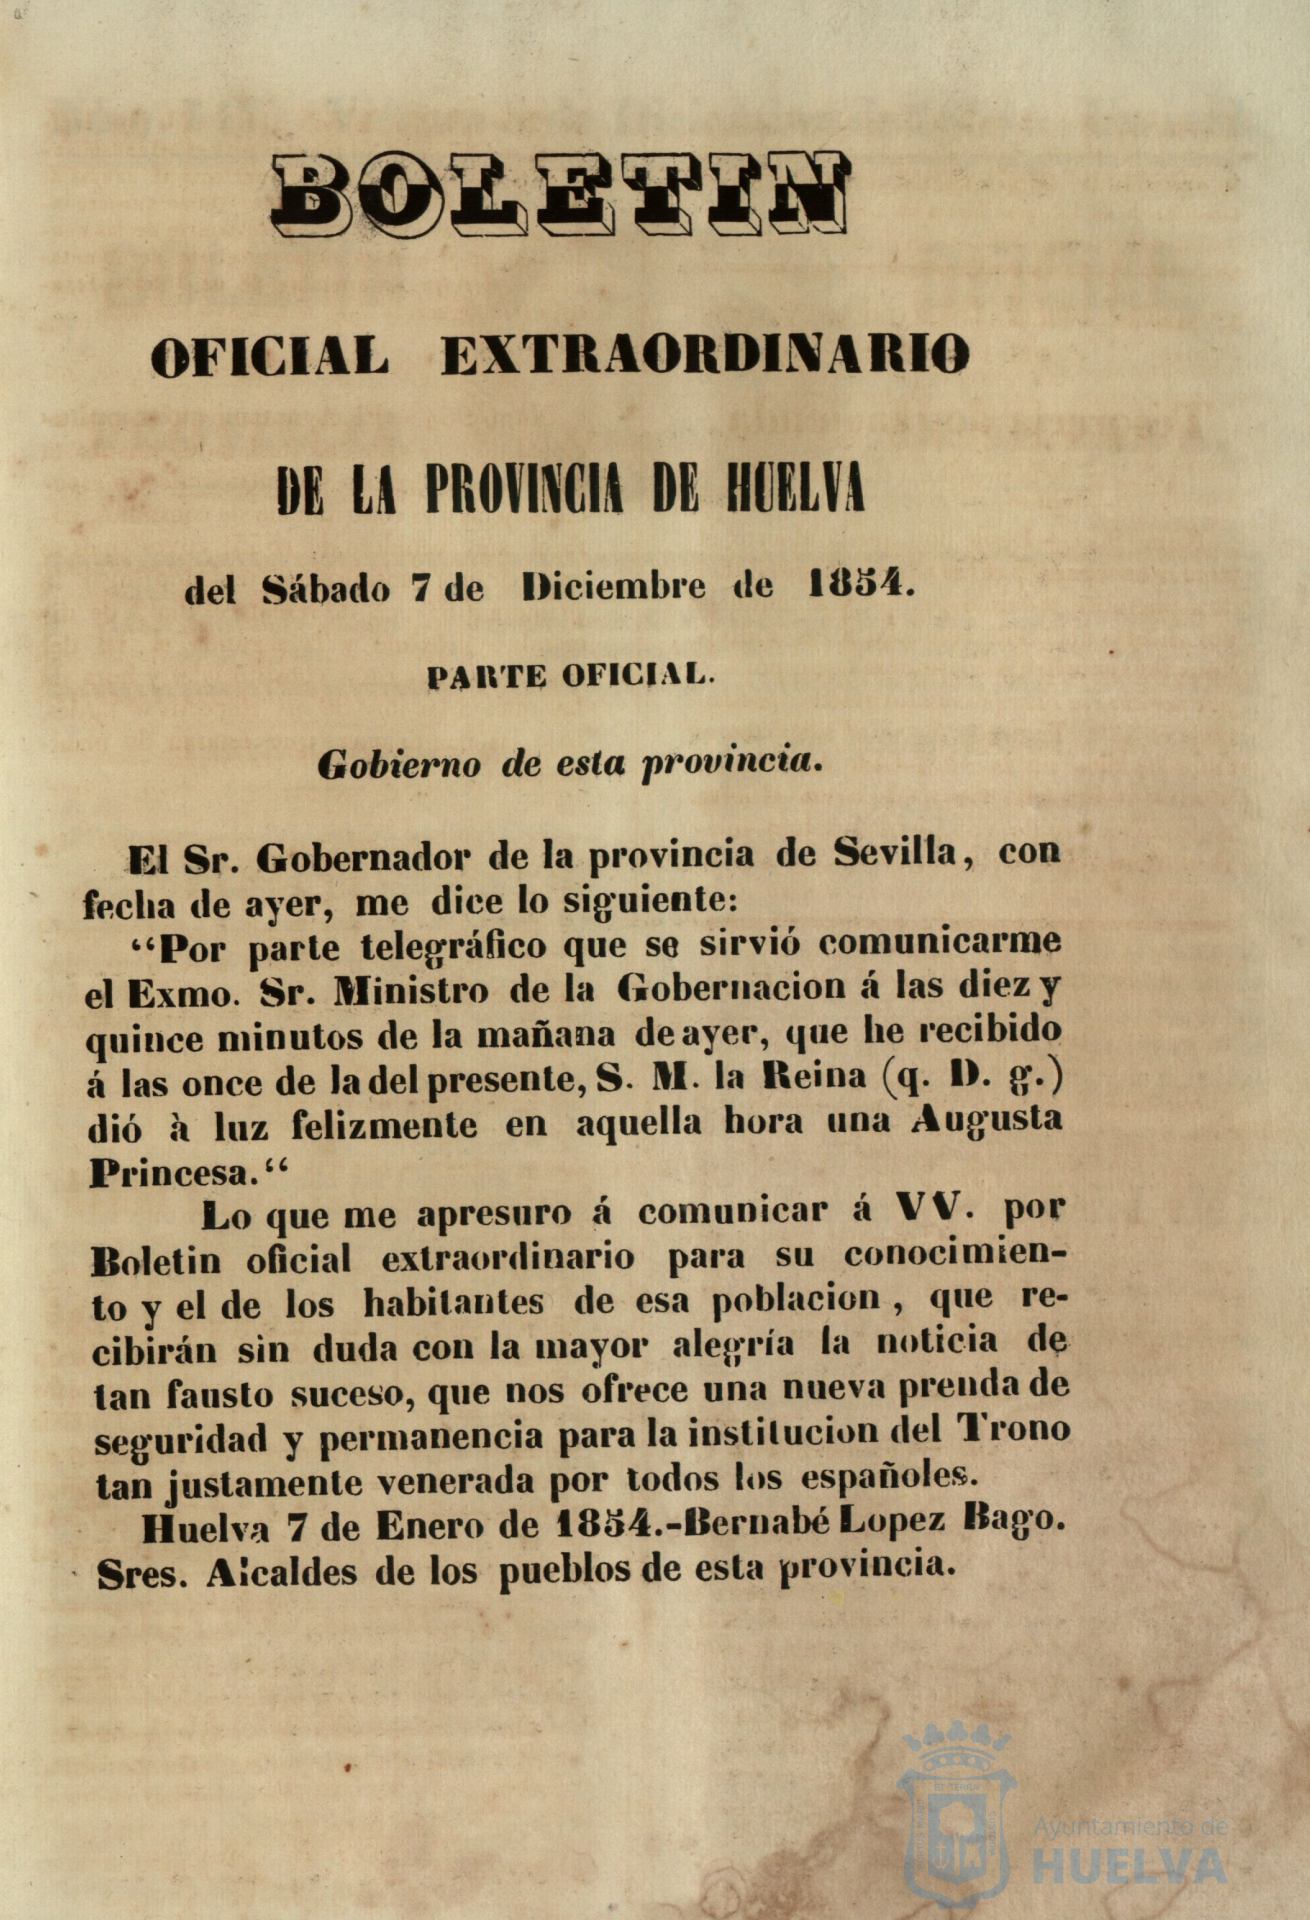 BOLETIN
OFICIAL EXTRAORDINARIO
DE LA PROVINCIA DE HUELVA
del Sábado 7 de Diciembre de 1854.
PARTE OFICIAL.
Gobierno de esta provincia.
El Sr. Gobernador de la provincia de Sevilla, con
fecha de ayer, me dice lo siguiente:
“Por parte telegráfico que se sirvió comunicarme
el Exmo. Sr. Ministro de la Gobernacion á las diez y
quince minutos de la mañana de ayer, que he recibido
á las once de la del presente, S. M. la Reina (q. D. g.)
dió à luz felizmente en aquella hora una Augusta
Princesa.“
Lo que me apresuro á comunicar á VV. por
Boletin oficial extraordinario para su conocimien-
to y el de los habitantes de esa poblacion, que re-
cibirán sin duda con la mayor alegría la noticia de
tan fausto suceso, que nos ofrece una nueva prenda de
seguridad y permanencia para la institucion del Trono
tan justamente venerada por todos los españoles.
Huelva 7 de Enero de 1854.-Bernabé Lopez Bago.
Sres. Alcaldes de los pueblos de esta provincia.
Ayuntamiento de
HUELVA